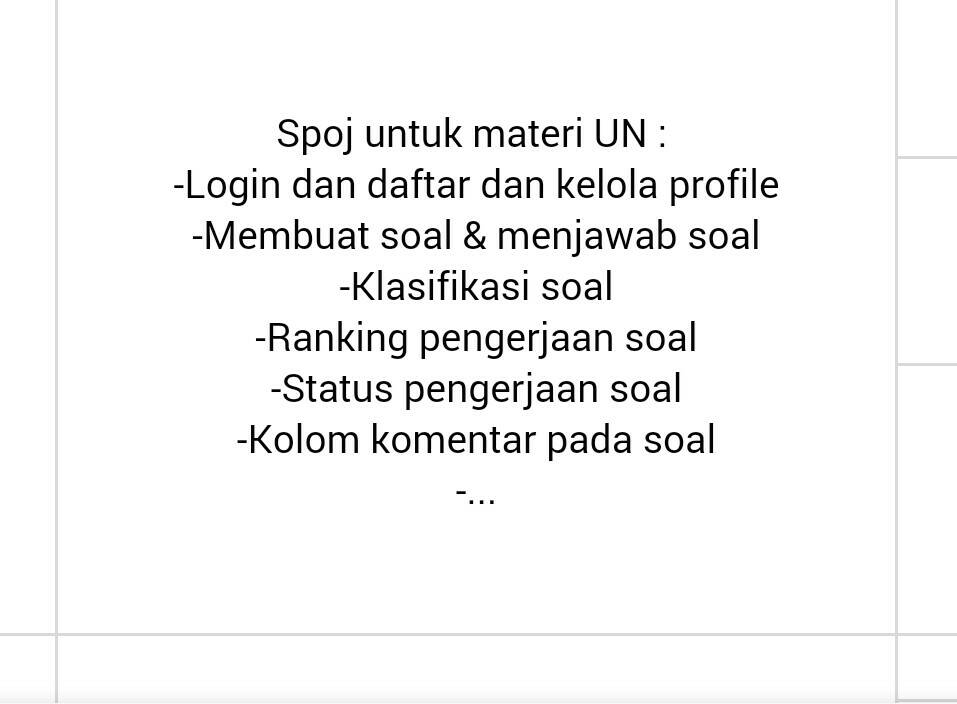 Spoj untuk materi UN :
-Login dan daftar dan kelola profile
-Membuat soal & menjawab soal
-Klasifikasi soal
-Ranking pengerjaan soal
-Status pengerjaan soal
-Kolom komentar pada soal
-...